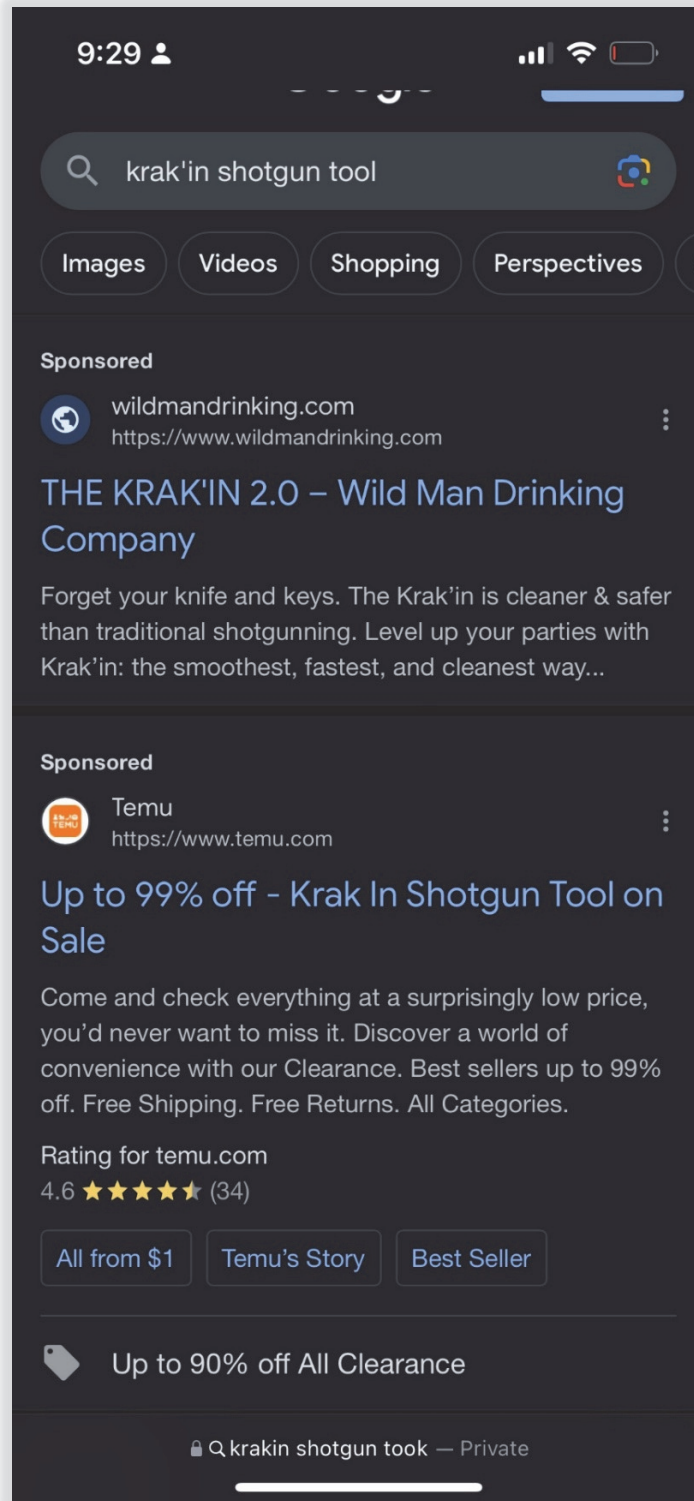 9:29
krak'in shotgun tool
Images Videos Shopping Perspectives
Sponsored
wildmandrinking.com
https://www.wildmandrinking.com
THE KRAK'IN 2.0 – Wild Man Drinking
Company
Forget your knife and keys. The Krak’in is cleaner & safer
than traditional shotgunning. Level up your parties with
Krak’in: the smoothest, fastest, and cleanest way...
Sponsored
TEMU
Temu
https://www.temu.com
Up to 99% off - Krak In Shotgun Tool on
Sale
Come and check everything at a surprisingly low price,
you’d never want to miss it. Discover a world of
convenience with our Clearance. Best sellers up to 99%
off. Free Shipping. Free Returns. All Categories.
Rating for temu.com
4.6 (34)
All from $1 Temu’s Story Best Seller
Up to 90% off All Clearance
krakin shotgun took — Private